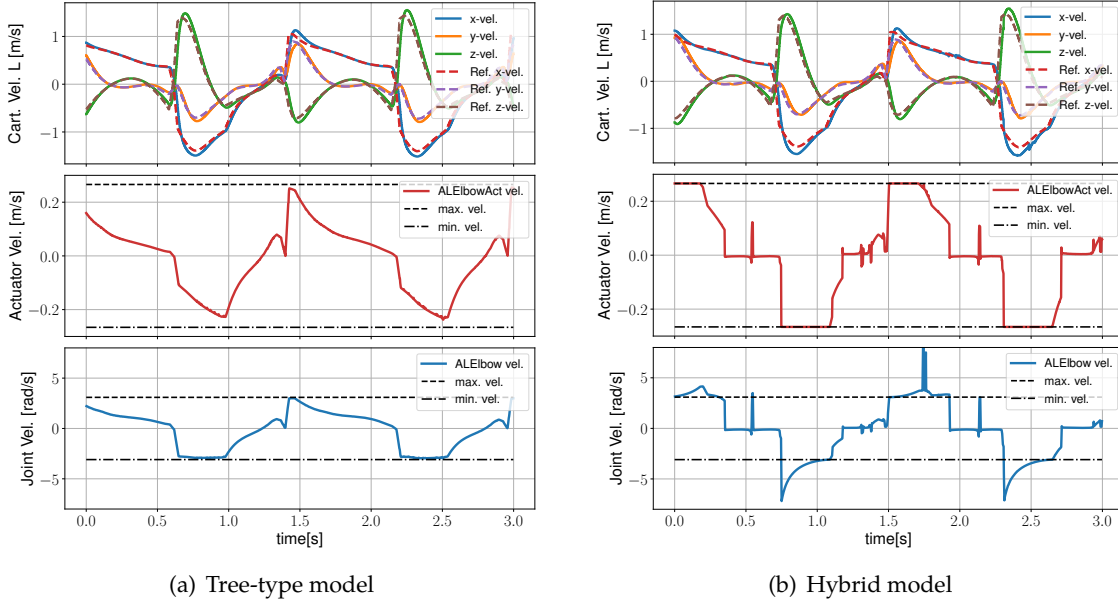 Cart. Vel. L [m/s]
1
0
−1
x-vel.
y-vel.
z-vel.
Ref. x-vel.
Ref. y-vel.
Ref. z-vel.
Actuator Vel. [m/s]
0.2
0.0
−0.2
ALElbowAct vel.
max. vel.
min. vel.
Joint Vel. [rad/s]
5
0
−5
ALElbow vel.
max. vel.
min. vel.
0.0 0.5 1.0 1.5 2.0 2.5 3.0
time[s]
(a) Tree-type model
Cart. Vel. L [m/s]
1
0
−1
x-vel.
y-vel.
z-vel.
Ref. x-vel.
Ref. y-vel.
Ref. z-vel.
Actuator Vel. [m/s]
0.2
0.0
−0.2
ALElbowAct vel.
max. vel.
min. vel.
Joint Vel. [rad/s]
5
0
−5
ALElbow vel.
max. vel.
min. vel.
0.0 0.5 1.0 1.5 2.0 2.5 3.0
time[s]
(b) Hybrid model